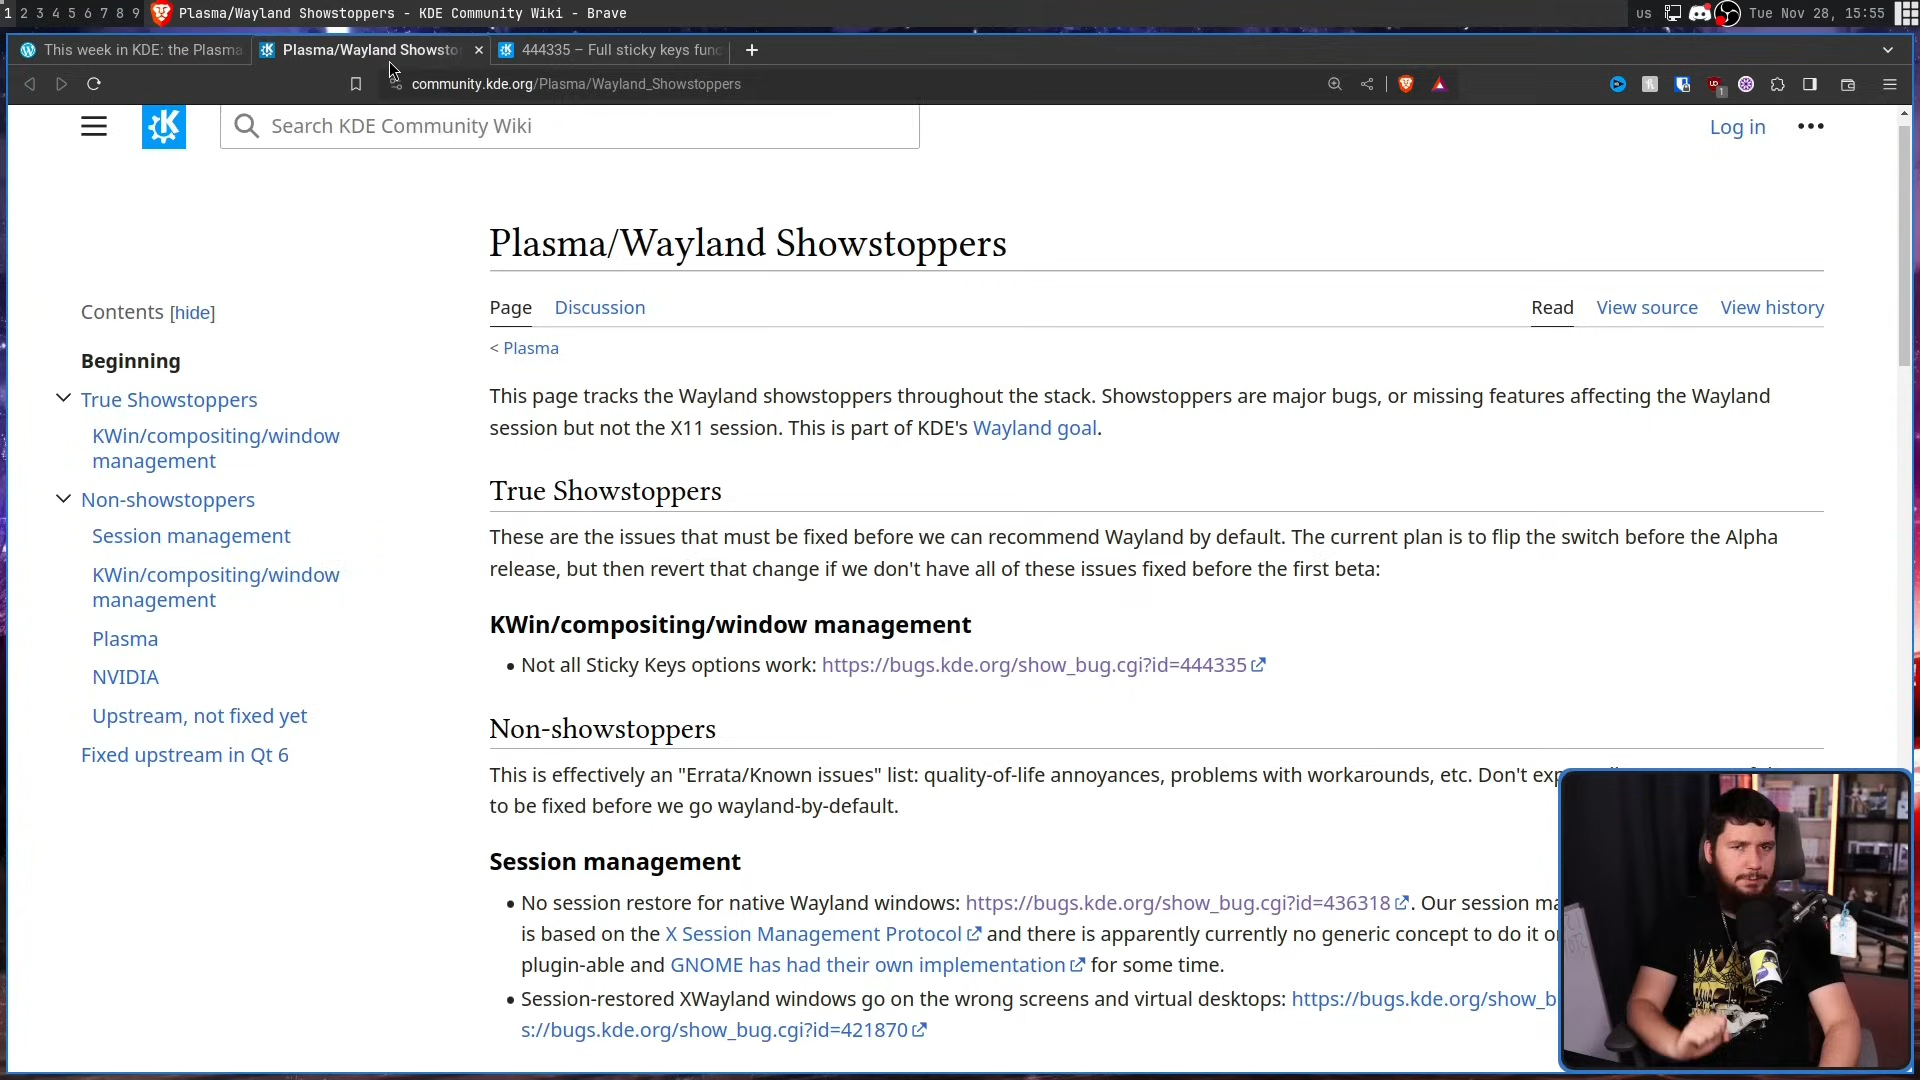 1 2 3 4 5 6 7 8 9 Plasma/Wayland Showstoppers - KDE Community Wiki - Brave us Tue Nov 28, 15:55
This week in KDE: the Plasma Plasma/Wayland Showsto 444335 – Full sticky keys func
community.kde.org/Plasma/Wayland_Showstoppers
Search KDE Community Wiki
Log in
Plasma/Wayland Showstoppers
Page Discussion Read View source View history
< Plasma
Contents [hide]
Beginning
True Showstoppers
KWin/compositing/window
management
Non-showstoppers
Session management
KWin/compositing/window
management
Plasma
NVIDIA
Upstream, not fixed yet
Fixed upstream in Qt 6
This page tracks the Wayland showstoppers throughout the stack. Showstoppers are major bugs, or missing features affecting the Wayland
session but not the X11 session. This is part of KDE's Wayland goal.
True Showstoppers
These are the issues that must be fixed before we can recommend Wayland by default. The current plan is to flip the switch before the Alpha
release, but then revert that change if we don't have all of these issues fixed before the first beta:
KWin/compositing/window management
• Not all Sticky Keys options work: https://bugs.kde.org/show_bug.cgi?id=444335
Non-showstoppers
This is effectively an "Errata/Known issues" list: quality-of-life annoyances, problems with workarounds, etc. Don't
to be fixed before we go wayland-by-default.
Session management
• No session restore for native Wayland windows: https://bugs.kde.org/show_bug.cgi?id=436318. Our session
is based on the X Session Management Protocol and there is apparently currently no generic concept to do it
plugin-able and GNOME has had their own implementation for some time.
• Session-restored XWayland windows go on the wrong screens and virtual desktops: https://bugs.kde.org/show_b
s://bugs.kde.org/show_bug.cgi?id=421870